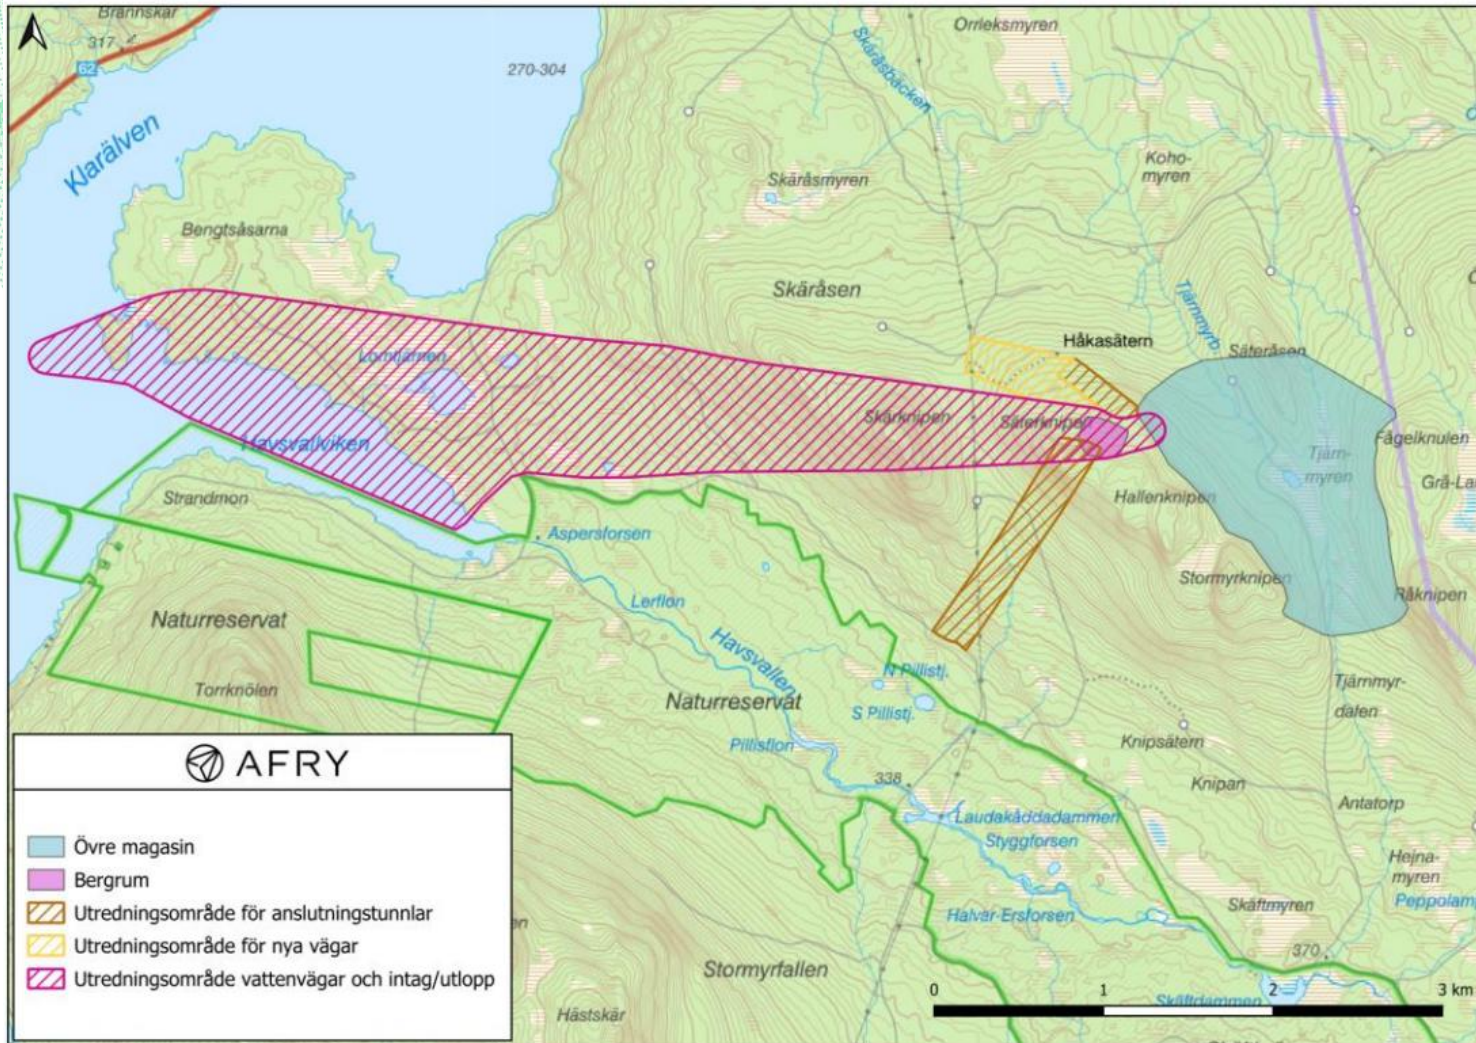 Brännskär
317
62
270-304
Orrleksmyren
Skäråsbäcken
Klarälven
Koho-
myren
Skäråsmyren
Bengtsåsarna
Skäråsen
Tjärnmyrb.
Håkasätern
Säteråsen
Lomtjärnen
Skärknipen
Säterknipen
Havsvallviken
Fågelknulen
Tjärn-
myren
Grå-La
Strandmon
Hallenknipen
Aspersforsen
Stormyrknipen
Råknipen
Lerflon
Naturreservat
Havsvallen
N Pillistj.
Torrknölen
Naturreservat
S Pillistj.
Tjärnmyr-
dalen
Pillisflon
Knipsätern
338
Knipan
Antatorp
Laudakåddadammen
Styggforsen
Hejna-
myren
Peppolam
Halvar-Ersforsen
Skäftmyren
370
Stormyrfallen
Skäftdammen
Hästskär
en
AFRY
Övre magasin
Bergrum
Utredningsområde för anslutningstunnlar
Utredningsområde för nya vägar
Utredningsområde vattenvägar och intag/utlopp
0 1 2 3 km